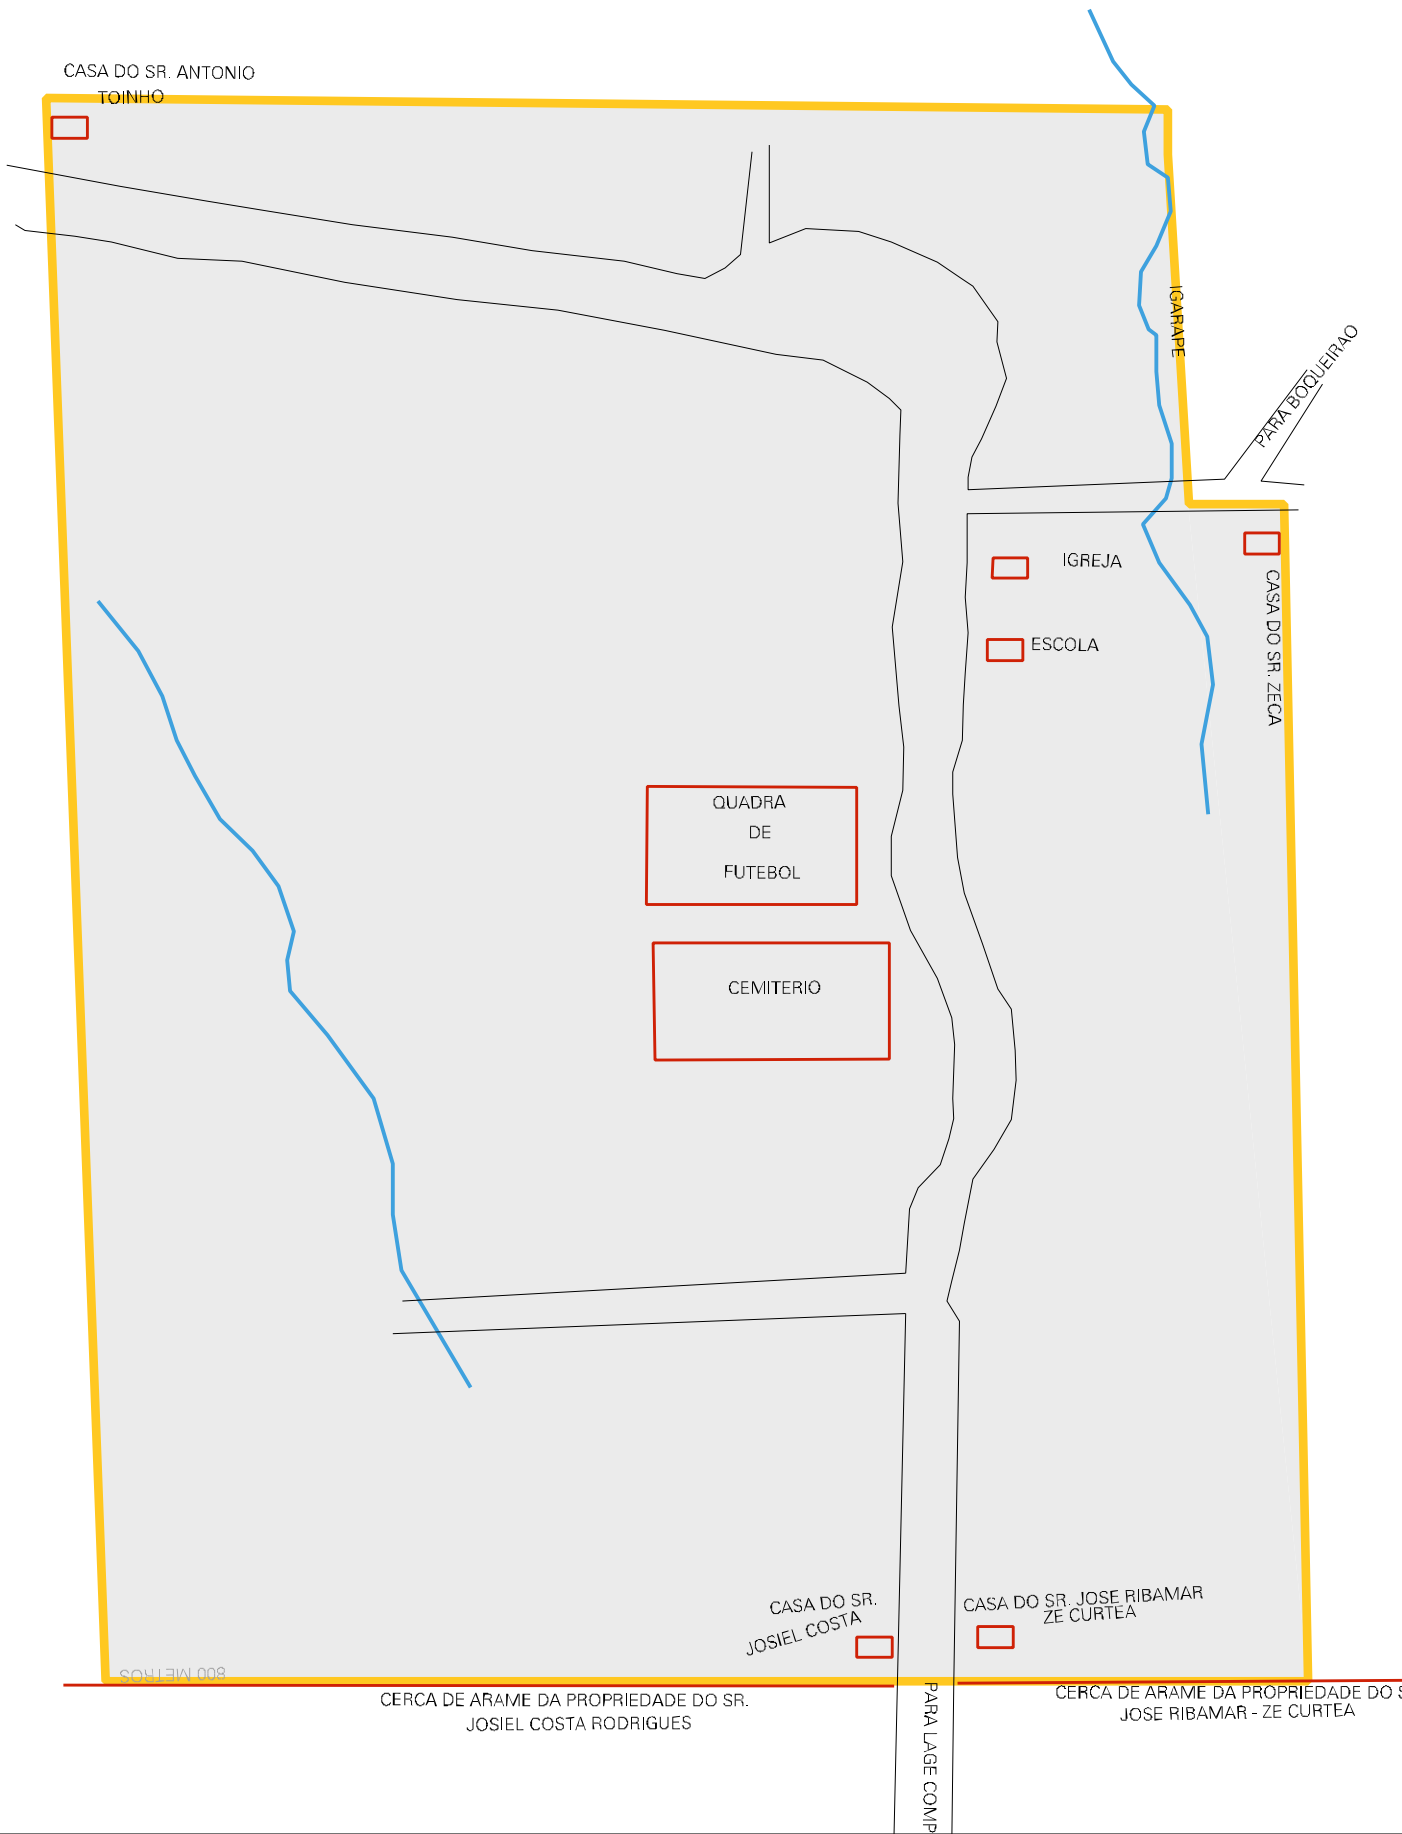 CASA DO SR. ANTONIO
TOINHO
IGARAPE
PARA BOQUEIRAO
IGREJA
CASA DO SR. ZECA
ESCOLA
QUADRA
DE
FUTEBOL
CEMITERIO
CASA DO SR.
JOSIEL COSTA
CASA DO SR. JOSE RIBAMAR
ZE CURTEA
800 METROS
CERCA DE ARAME DA PROPRIEDADE DO SR.
JOSIEL COSTA RODRIGUES
CERCA DE ARAME DA PROPRIEDADE DO S
JOSE RIBAMAR - ZE CURTEA
PARA LAGE COMP